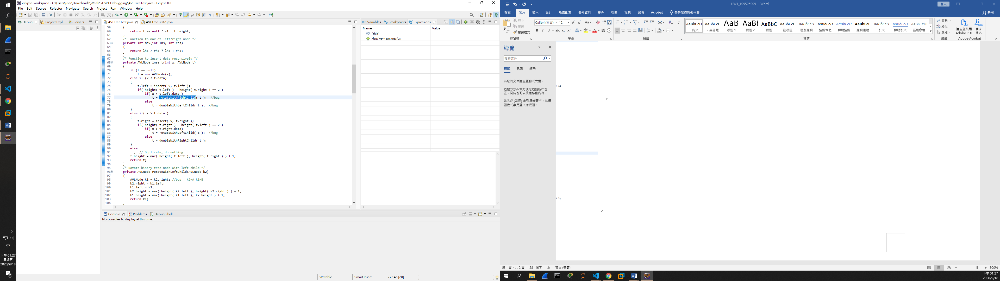 eclipse-workspace - C:\Users\user\Downloads\Week1\HW1 Debugging\AVLTreeTest.java - Eclipse IDE
File Edit Source Refactor Navigate Search Project Run Window Help
Debug Project Expl... Servers
AVLTreeTest.java AVLTreeTest2.java
59 {
60 return t == null ? -1 : t.height;
61 }
62 /* Function to max of left/right node */
63 private int max(int lhs, int rhs)
64 {
65 return lhs > rhs ? lhs : rhs;
66 }
67 /* Function to insert data recursively */
68 private AVLNode insert(int x, AVLNode t)
69 {
70 if (t == null)
71 t = new AVLNode(x);
72 else if (x < t.data)
73 {
74 t.left = insert( x, t.left );
75 if( height( t.left ) - height( t.right ) == 2 )
76 if( x < t.left.data )
77 t = rotateWithRightChild( t ); //bug
78 else
79 t = doubleWithLeftChild( t ); //bug
80 }
81 else if( x > t.data )
82 {
83 t.right = insert( x, t.right );
84 if( height( t.right ) - height( t.left ) == 2 )
85 if( x > t.right.data)
86 t = rotateWithLeftChild( t ); //bug
87 else
88 t = doubleWithRightChild( t );
89 }
90 else
91 ; // Duplicate; do nothing
92 t.height = max( height( t.left ), height( t.right ) ) + 1;
93 return t;
94 }
95 /* Rotate binary tree node with left child */
96 private AVLNode rotateWithLeftChild(AVLNode k2)
97 {
98 AVLNode k1 = k2.right; //bug k2=A k1=B
99 k2.right = k1.left;
100 k1.left = k2;
101 k2.height = max( height( k2.left ), height( k2.right ) ) + 1;
102 k1.height = max( height( k1.left ), k2.height ) + 1;
103 return k1;
104 }
Variables Breakpoints Expressions
Name Value
"this"
Add new expression
Console Problems Debug Shell
No consoles to display at this time.
Writable Smart Insert 77 : 46 [20]
中
下午 01:27
星期五
2020/9/18
2
HW1_109525009 - Word
登入
檔案 常用 插入 設計 版面配置 參考資料 郵件 校閱 檢視 說明 Acrobat 告訴我您想做什麼 共用
貼上 剪下 複製 複製格式
剪貼簿
Calibri (本文) 12
字型
段落
AaBbCcD AaBbCcD AaB AaBb AaBbC AaBbCcD AaBbCcD AaBbCcD AaBbCcD AaBbCcD AaBbCcD AaBbCcD AaBbCcD
內文 無間距 標題 1 標題 2 標題 副標題 區別強調 強調斜體 鮮明強調 強調粗體 引文 鮮明引文 區別參考
樣式
尋找 取代 選取
編輯
建立並共用 Adobe PDF
請求簽名
Adobe Acrobat
導覽
搜尋文件
標題 頁面 結果
為您的文件建立互動式大綱。
這種方法非常方便您追蹤所在位
置，同時也可以快速移動內容。
請先從 [常用] 索引標籤著手，將標
題樣式套用至文件標題。
1;
1;
第 1 頁，共 2 頁 281 個字 英文 (美國) 300%
下午 01:27
2020/9/18